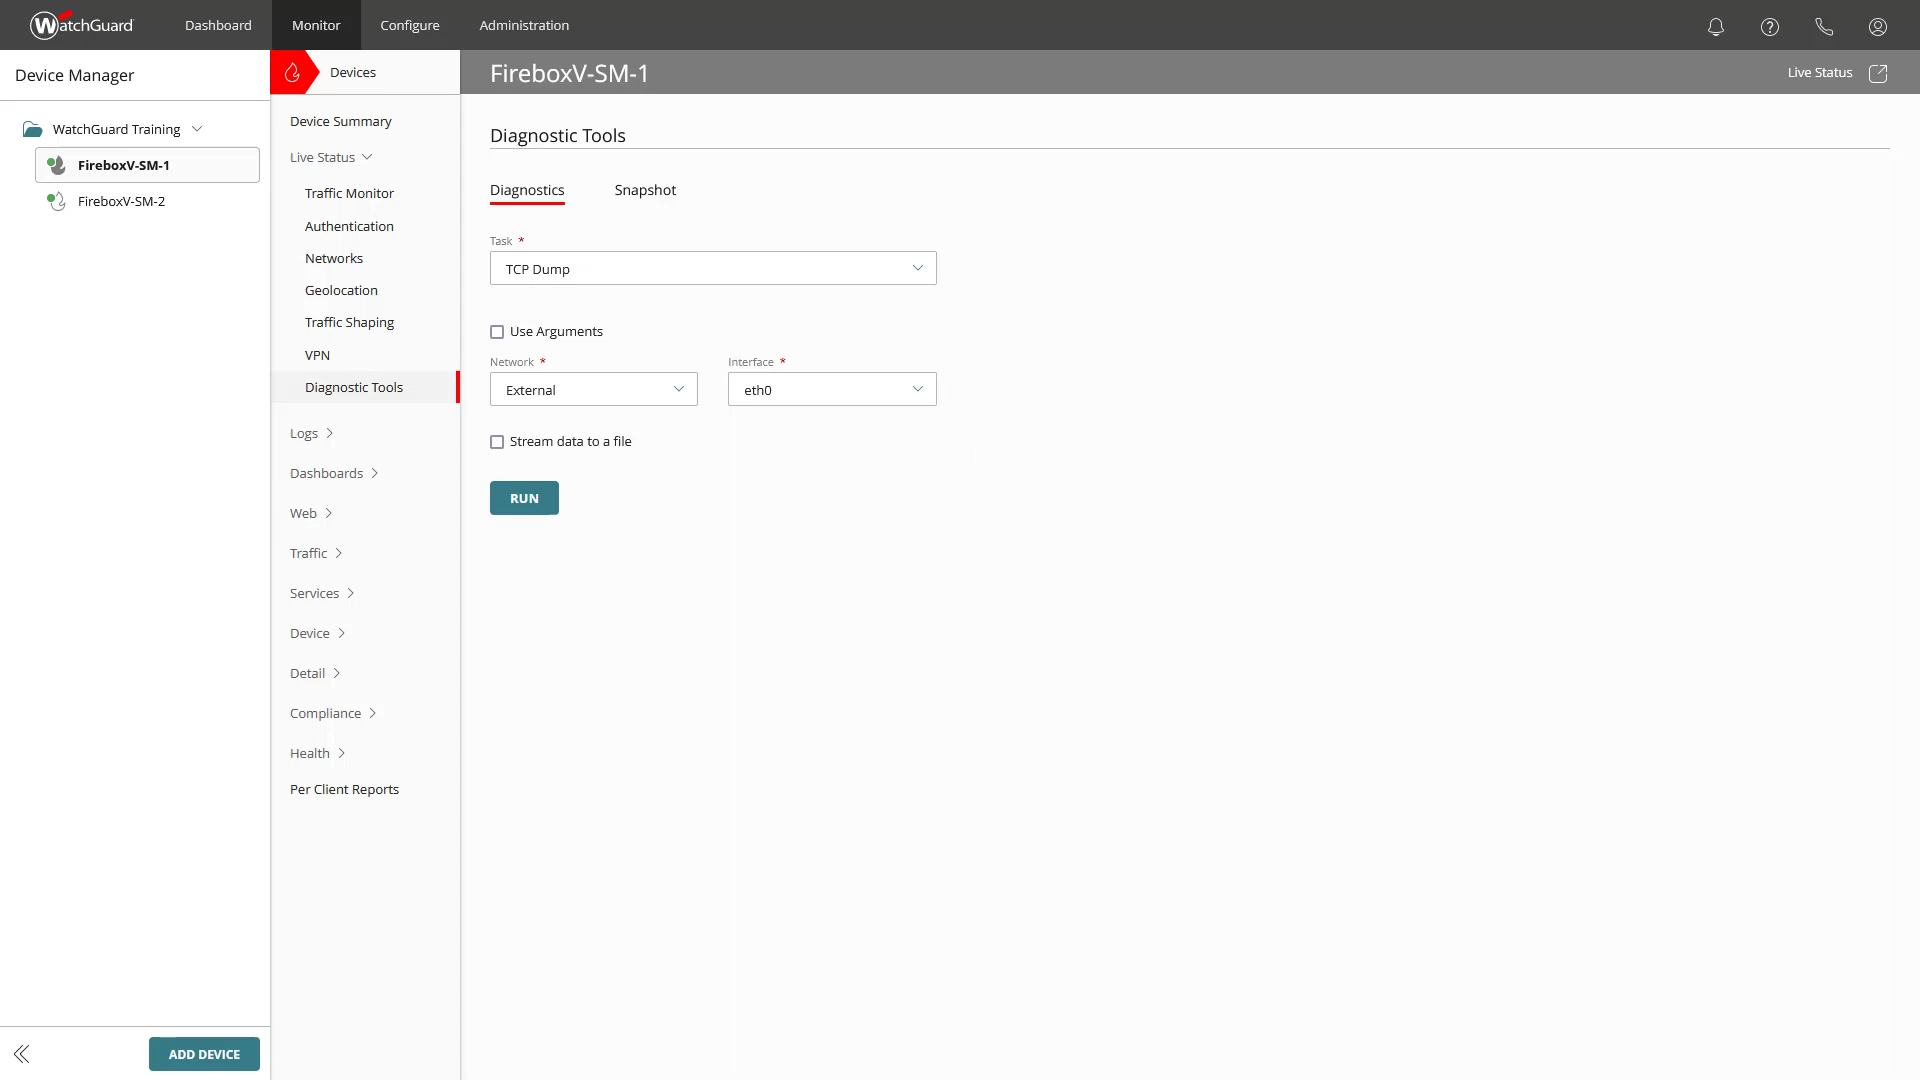 WatchGuard
Dashboard
Monitor
Configure
Administration
Device Manager
WatchGuard Training
FireboxV-SM-1
FireboxV-SM-2
ADD DEVICE
Devices
Device Summary
Live Status
Traffic Monitor
Authentication
Networks
Geolocation
Traffic Shaping
VPN
Diagnostic Tools
Logs
Dashboards
Web
Traffic
Services
Device
Detail
Compliance
Health
Per Client Reports
FireboxV-SM-1
Live Status
Diagnostic Tools
Diagnostics
Snapshot
Task *
TCP Dump
Use Arguments
Network *
Interface *
External
eth0
Stream data to a file
RUN